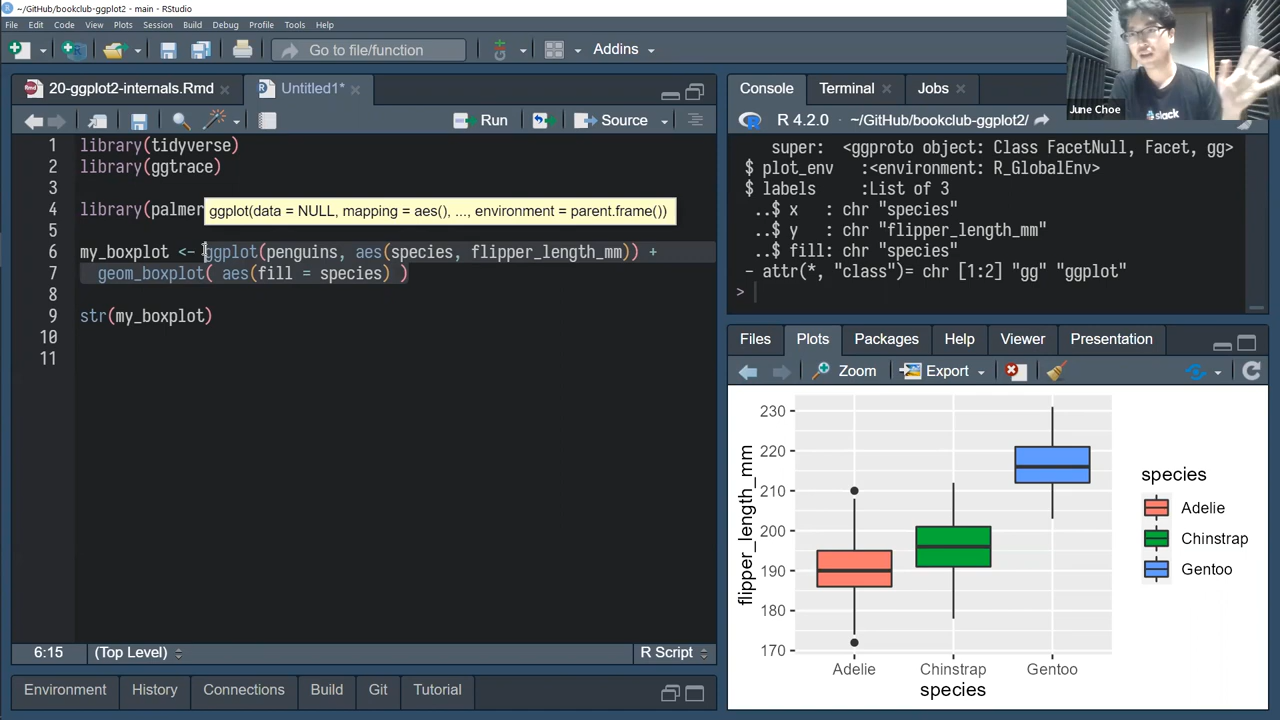 ~/GitHub/bookclub-ggplot2 - main - RStudio
File Edit Code View Plots Session Build Debug Profile Tools Help
Go to file/function Addins
20-ggplot2-internals.Rmd Untitled1*
Run Source
1 library(tidyverse)
2 library(ggtrace)
3
4 library(palmer
ggplot(data = NULL, mapping = aes(), ..., environment = parent.frame())
5
6 my_boxplot <- ggplot(penguins, aes(species, flipper_length_mm)) +
7 geom_boxplot( aes(fill = species) )
8
9 str(my_boxplot)
10
11
6:15 (Top Level) R Script
Environment History Connections Build Git Tutorial
June Choe
slack
Console Terminal Jobs
R 4.2.0 · ~/GitHub/bookclub-ggplot2/
super: <ggproto object: Class FacetNull, Facet, gg>
$ plot_env :<environment: R_GlobalEnv>
$ labels :List of 3
..$ x : chr "species"
..$ y : chr "flipper_length_mm"
..$ fill: chr "species"
- attr(*, "class")= chr [1:2] "gg" "ggplot"
>
Files Plots Packages Help Viewer Presentation
Zoom Export
flipper_length_mm
230
220
210
200
190
180
170
Adelie Chinstrap Gentoo
species
species
Adelie
Chinstrap
Gentoo